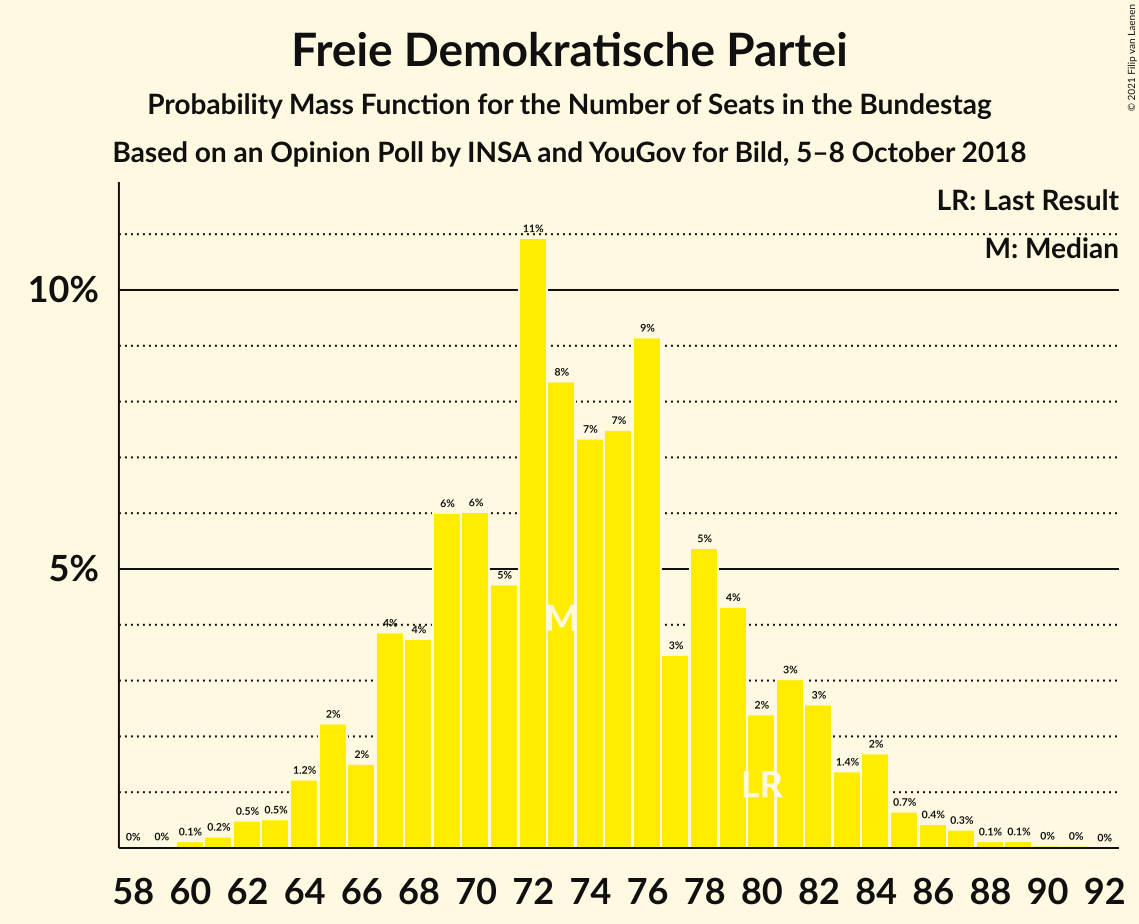 Freie Demokratische Partei
Probability Mass Function for the Number of Seats in the Bundestag
Based on an Opinion Poll by INSA and YouGov for Bild, 5–8 October 2018
© 2021 Filip van Laenen
LR: Last Result
M: Median
10%
5%
0% 0% 0.1% 0.2% 0.5% 0.5% 1.2% 2% 2% 4% 4% 6% 6% 5% 11% 8% 7% 7% 9% 3% 5% 4% 2% 3% 3% 1.4% 2% 0.7% 0.4% 0.3% 0.1% 0.1% 0% 0% 0%
M
LR
58 60 62 64 66 68 70 72 74 76 78 80 82 84 86 88 90 92